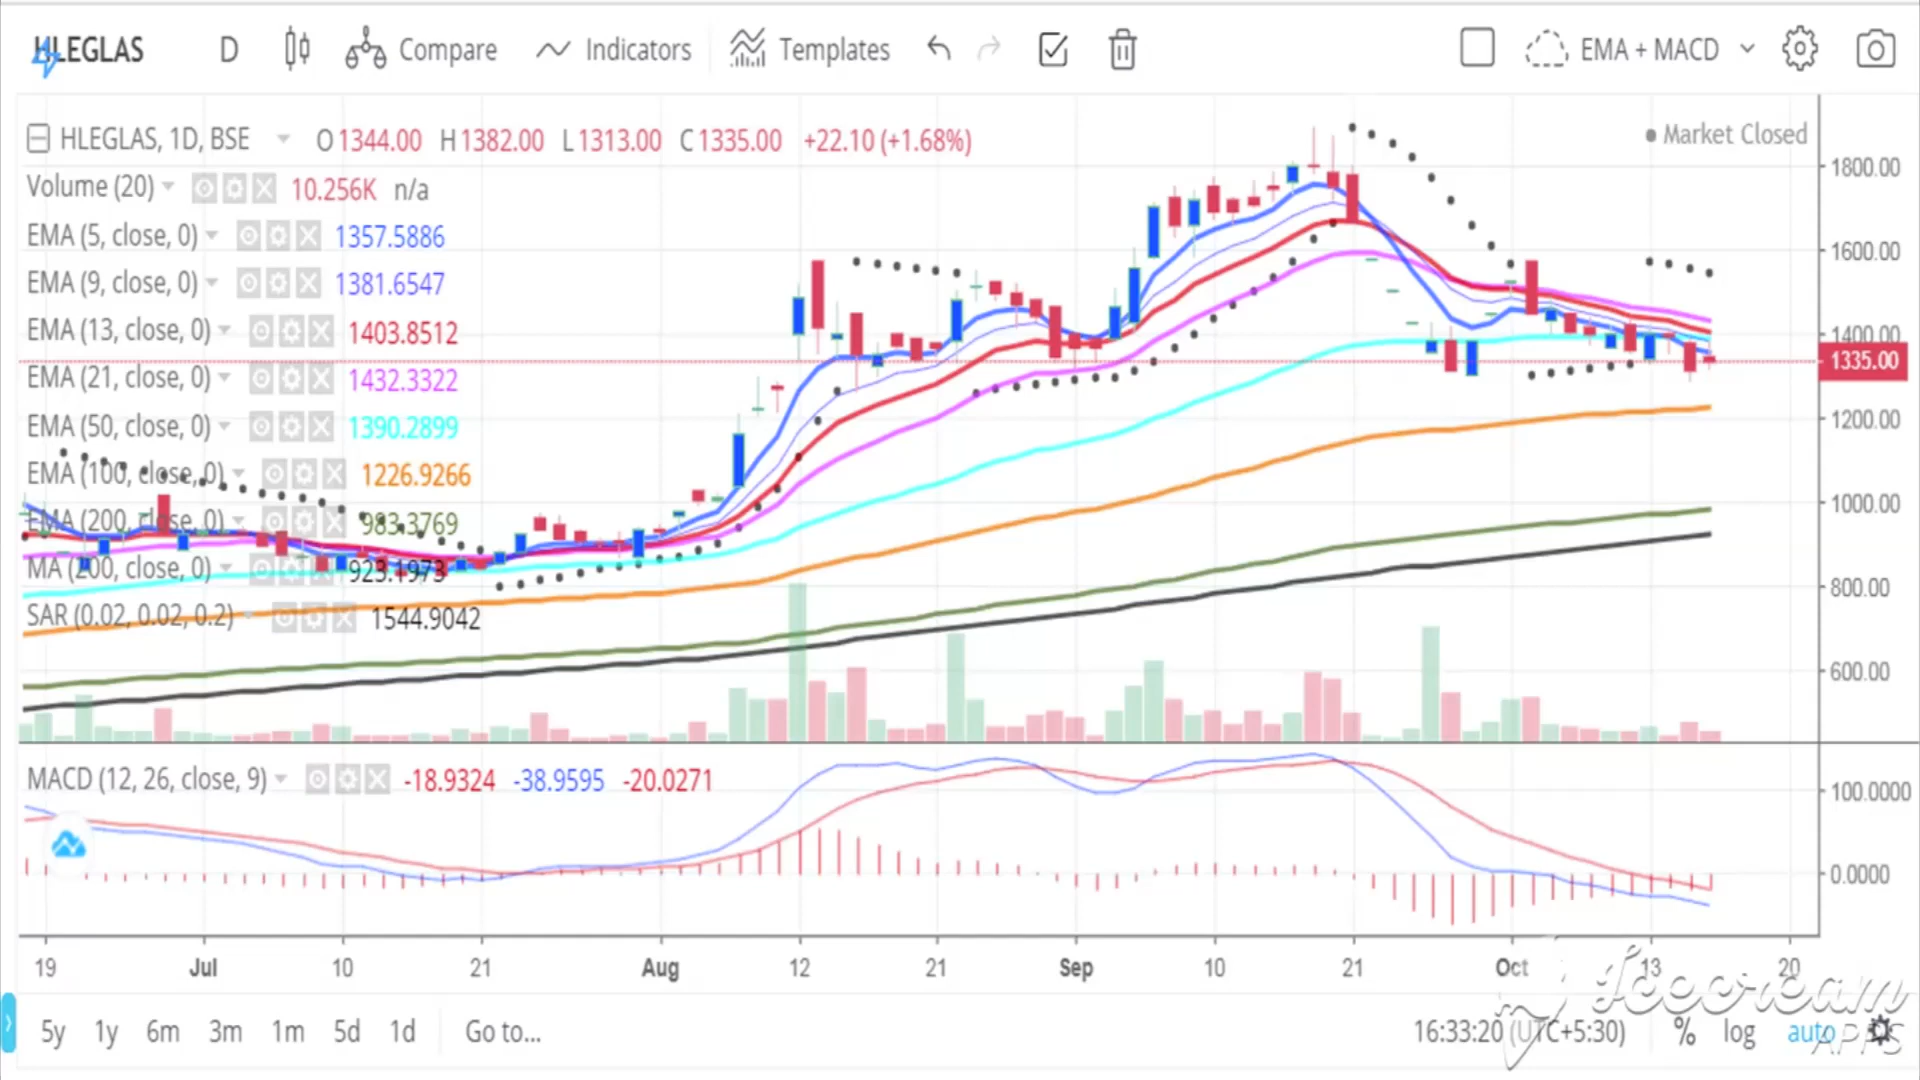 HLEGLAS D Compare Indicators Templates EMA + MACD
HLEGLAS, 1D, BSE O 1344.00 H 1382.00 L 1313.00 C 1335.00 +22.10 (+1.68%)
Market Closed
Volume (20) 10.256K n/a
EMA (5, close, 0) 1357.5886
EMA (9, close, 0) 1381.6547
EMA (13, close, 0) 1403.8512
EMA (21, close, 0) 1432.3322
EMA (50, close, 0) 1390.2899
EMA (100, close, 0) 1226.9266
EMA (200, close, 0) 983.3769
MA (200, close, 0) 923.1973
SAR (0.02, 0.02, 0.2) 1544.9042
1800.00
1600.00
1400.00
1335.00
1200.00
1000.00
800.00
600.00
MACD (12, 26, close, 9) -18.9324 -38.9595 -20.0271
100.0000
0.0000
19 Jul 10 21 Aug 12 21 Sep 10 21 Oct 13 20
5y 1y 6m 3m 1m 5d 1d Go to...
16:33:20 (UTC+5:30) % log auto
Icecream
APPS